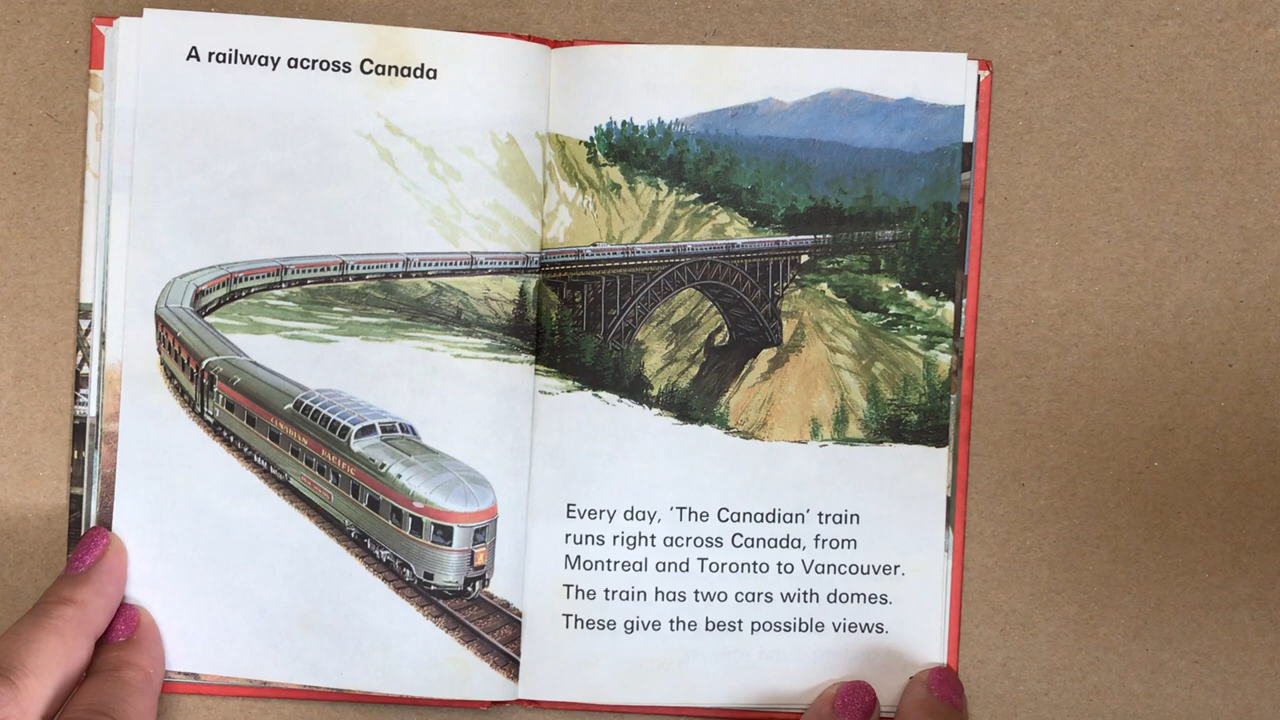 A railway across Canada
CANADIAN PACIFIC
Every day, ‘The Canadian’ train
runs right across Canada, from
Montreal and Toronto to Vancouver.
The train has two cars with domes.
These give the best possible views.